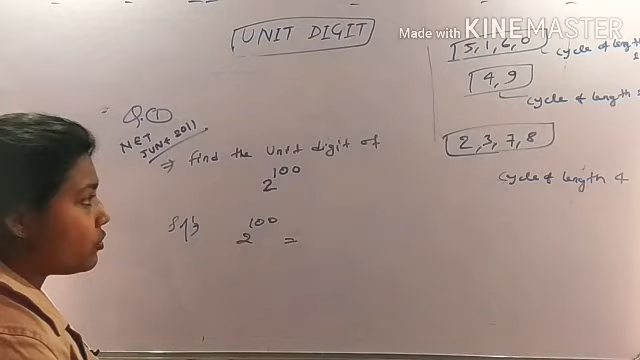 UNIT DIGIT
Made with KINEMASTER
5, 1, 6, 0
cycle of length
4, 9
cycle of length
2, 3, 7, 8
cycle of length 4
Q. 1
NET
JUNE 2011
⇒ find the Unit digit of
2^100
2^100 =